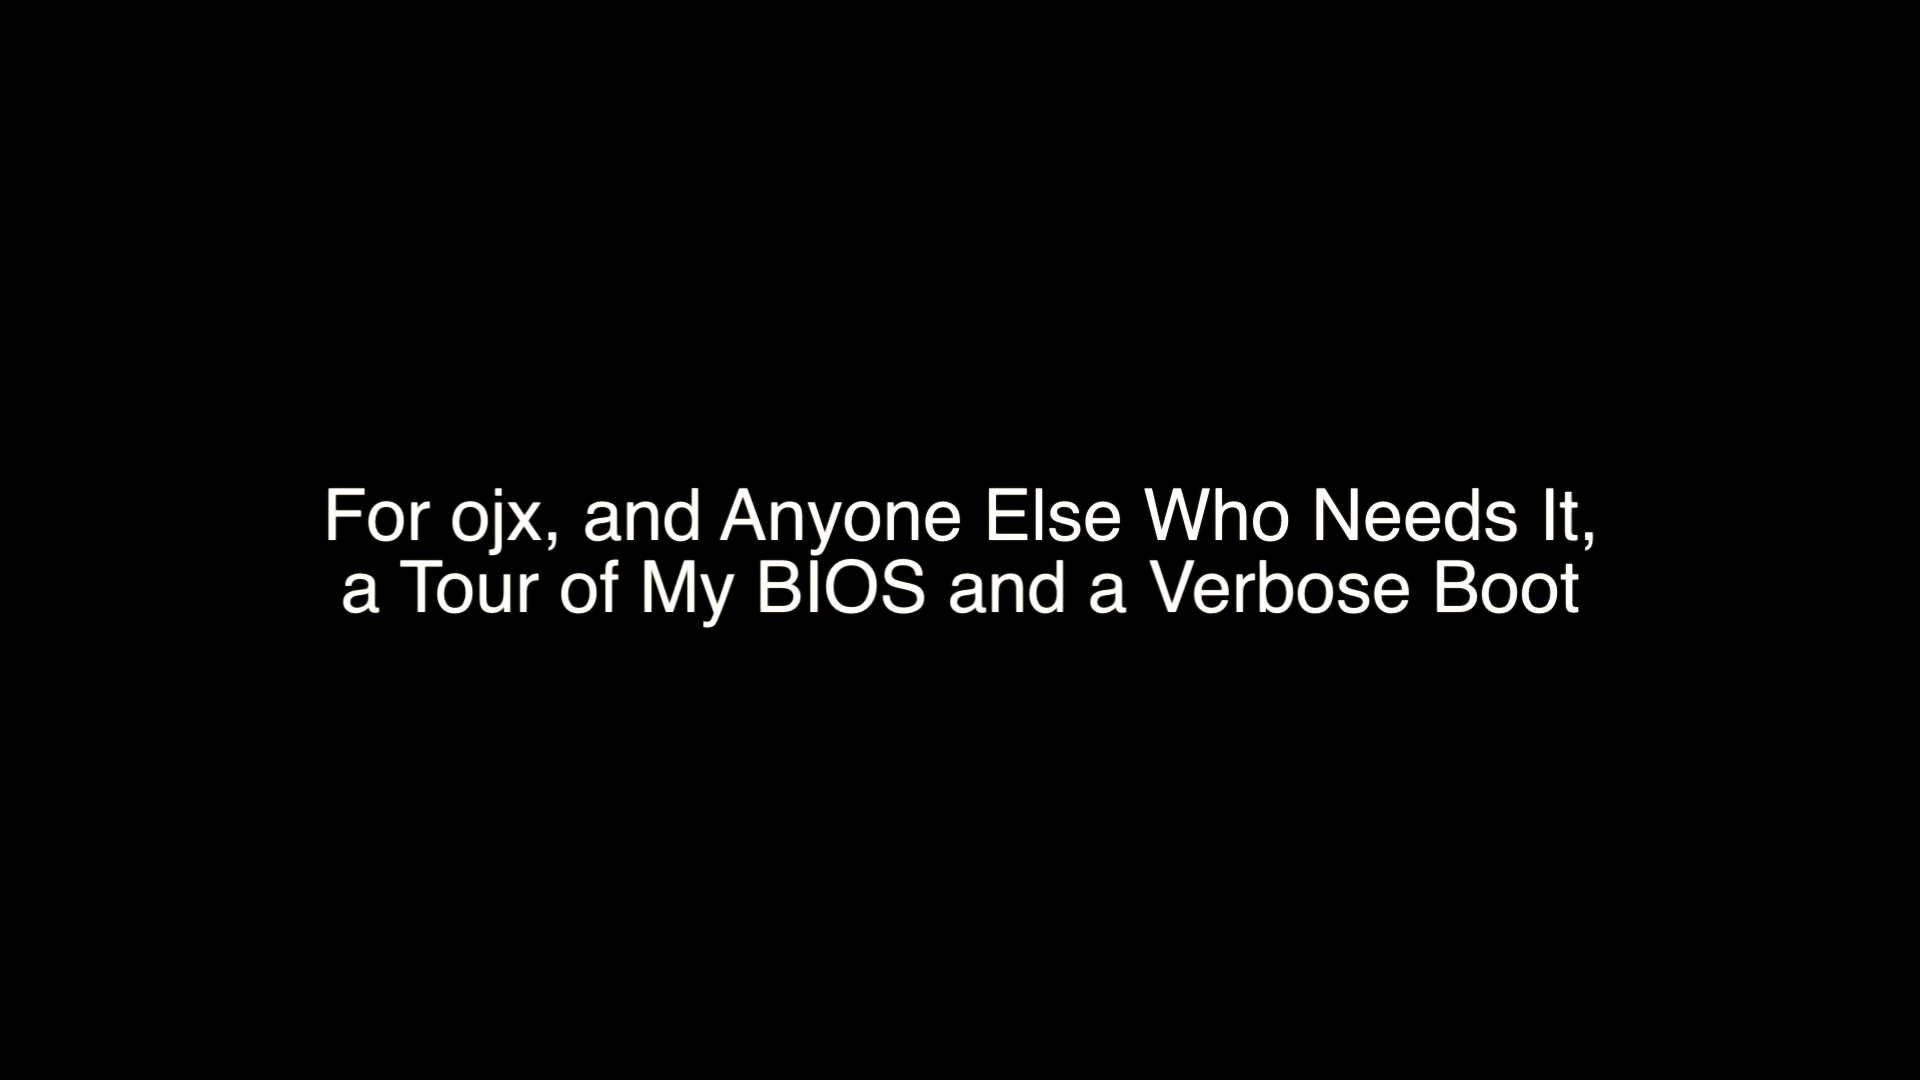 For ojx, and Anyone Else Who Needs It,
a Tour of My BIOS and a Verbose Boot